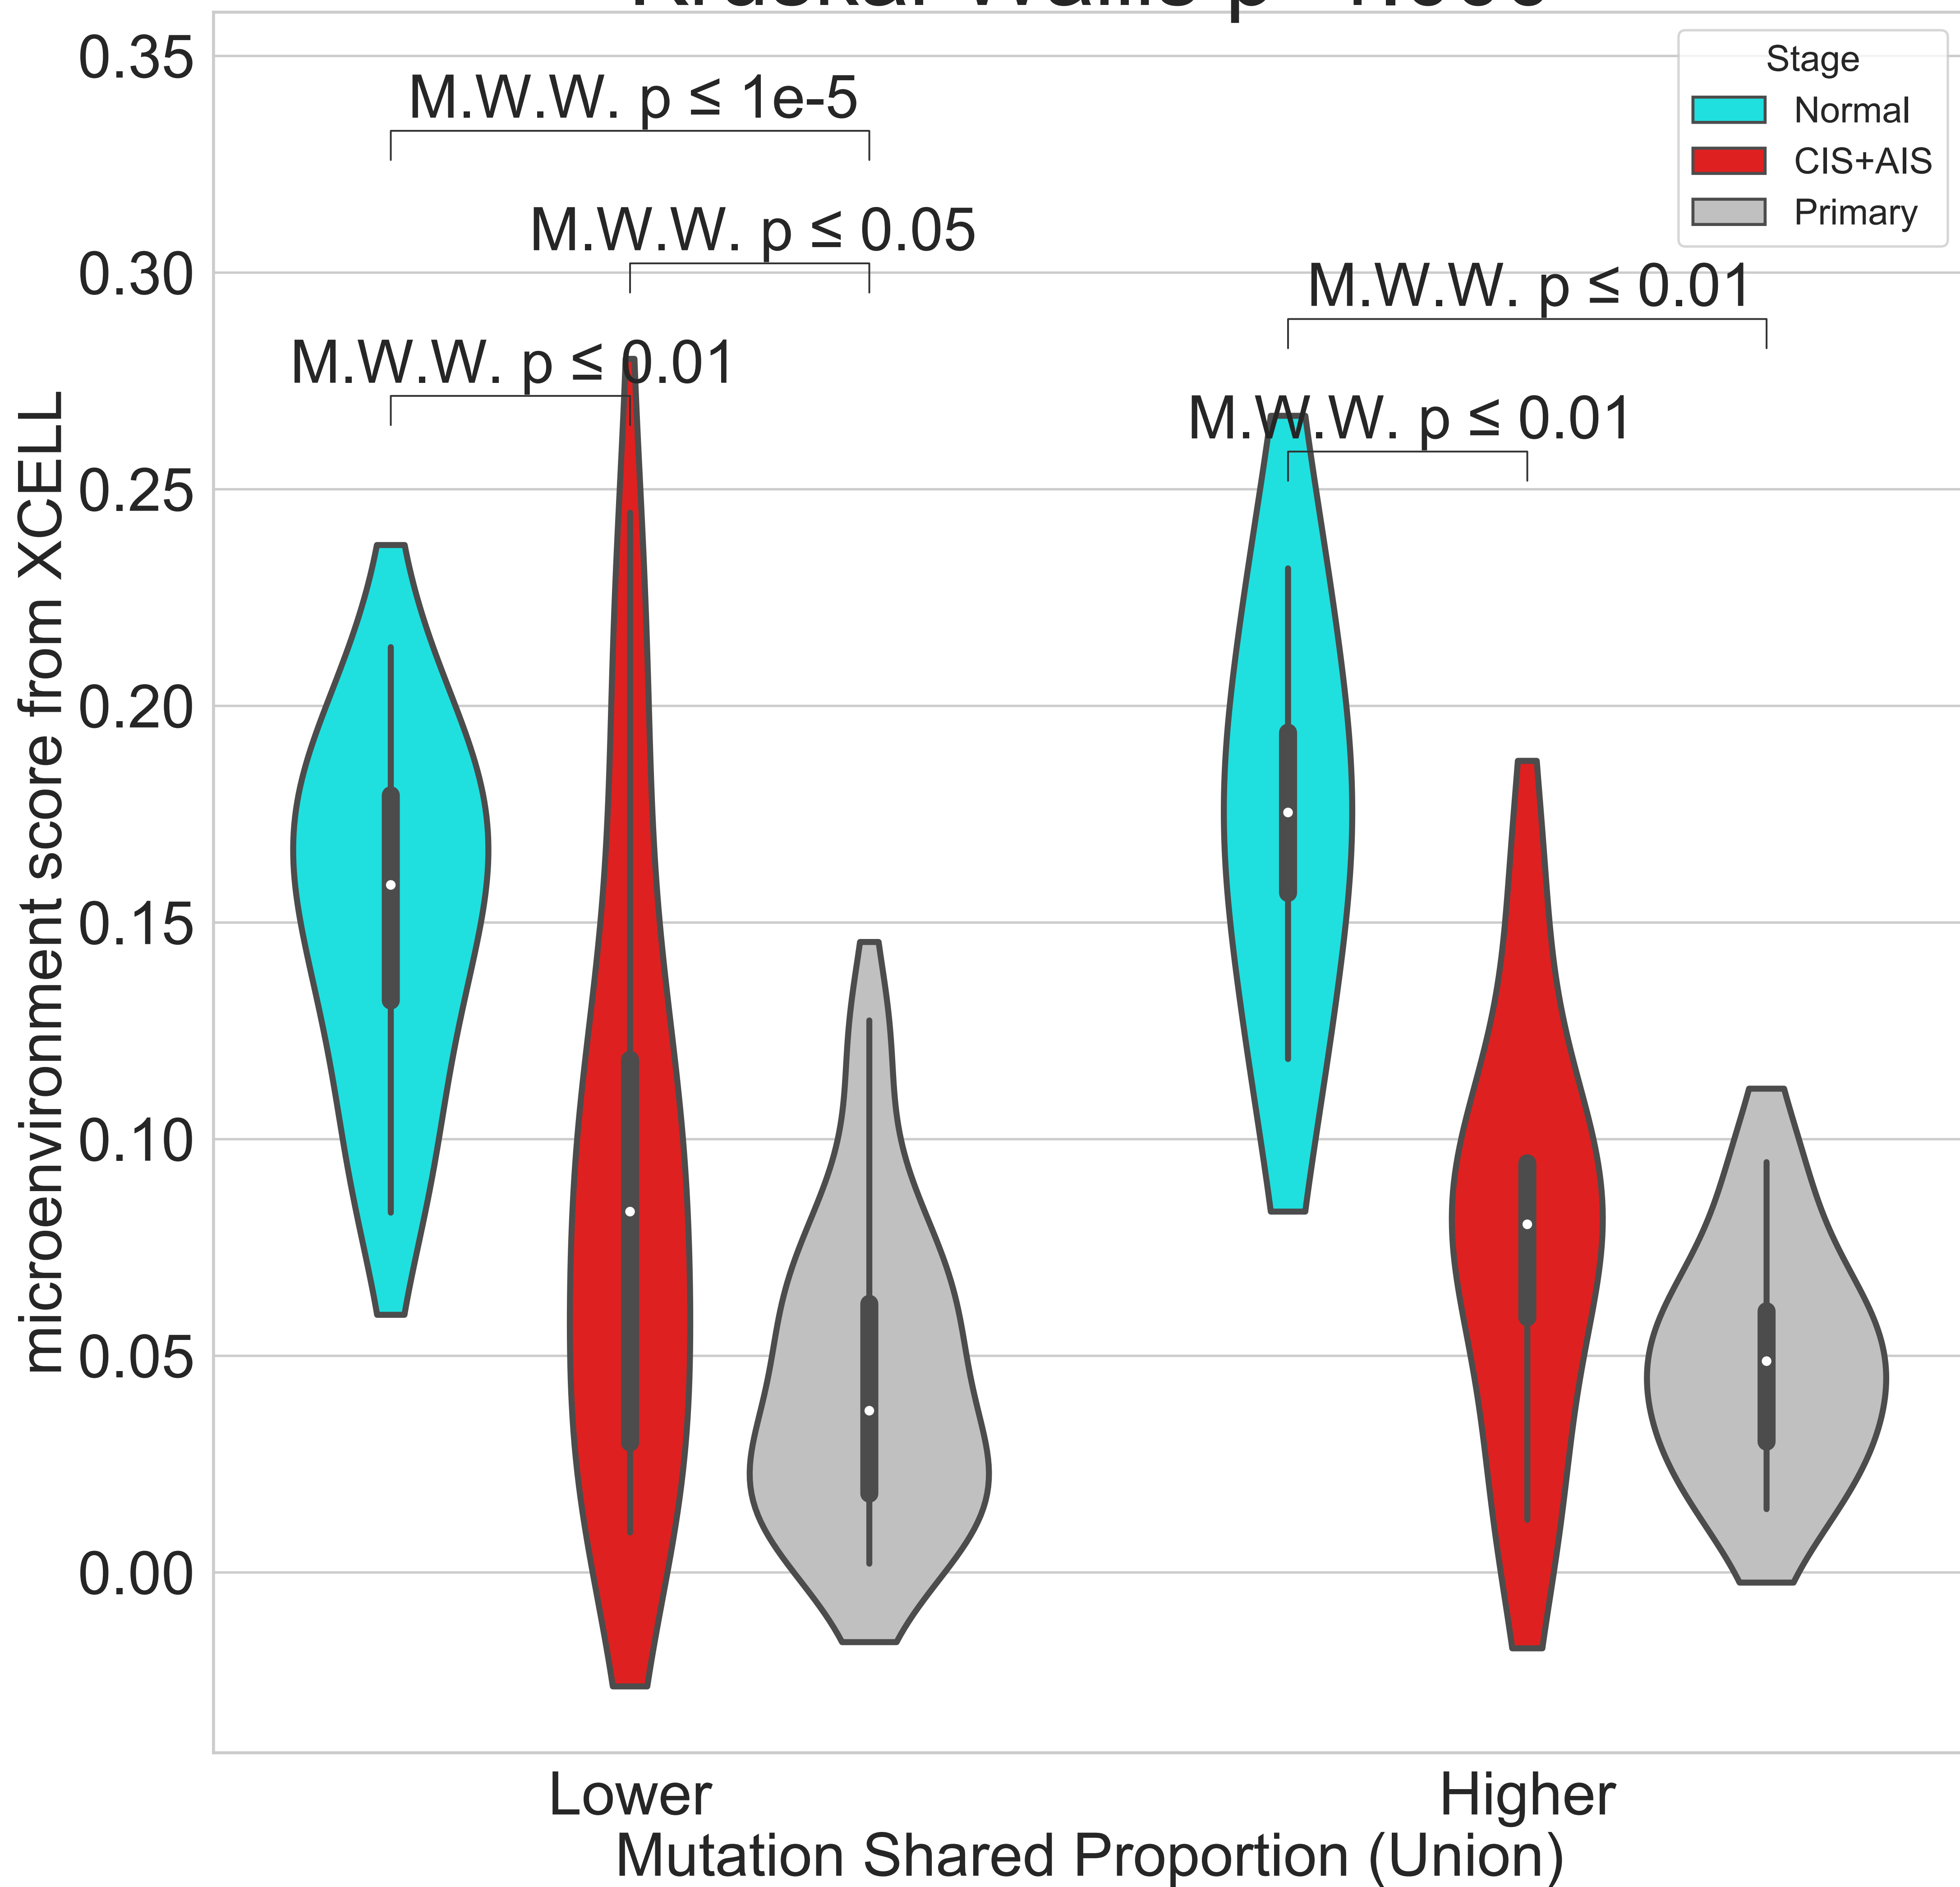 0.35
0.30
0.25
0.20
0.15
0.10
0.05
0.00
microenvironment score from XCELL
M.W.W. p ≤ 1e-5
M.W.W. p ≤ 0.05
M.W.W. p ≤ 0.01
M.W.W. p ≤ 0.01
M.W.W. p ≤ 0.01
Stage
Normal
CIS+AIS
Primary
Lower
Higher
Mutation Shared Proportion (Union)